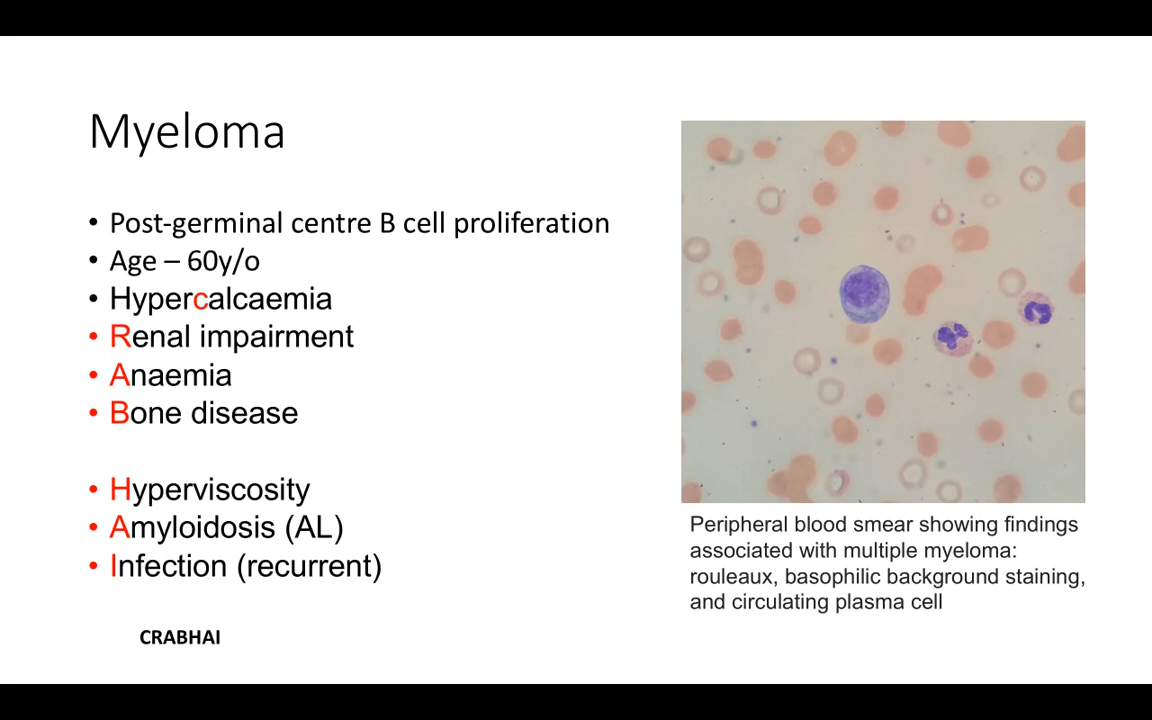 Myeloma
• Post-germinal centre B cell proliferation
• Age – 60y/o
• Hypercalcaemia
• Renal impairment
• Anaemia
• Bone disease
• Hyperviscosity
• Amyloidosis (AL)
• Infection (recurrent)
CRABHAI
Peripheral blood smear showing findings
associated with multiple myeloma:
rouleaux, basophilic background staining,
and circulating plasma cell